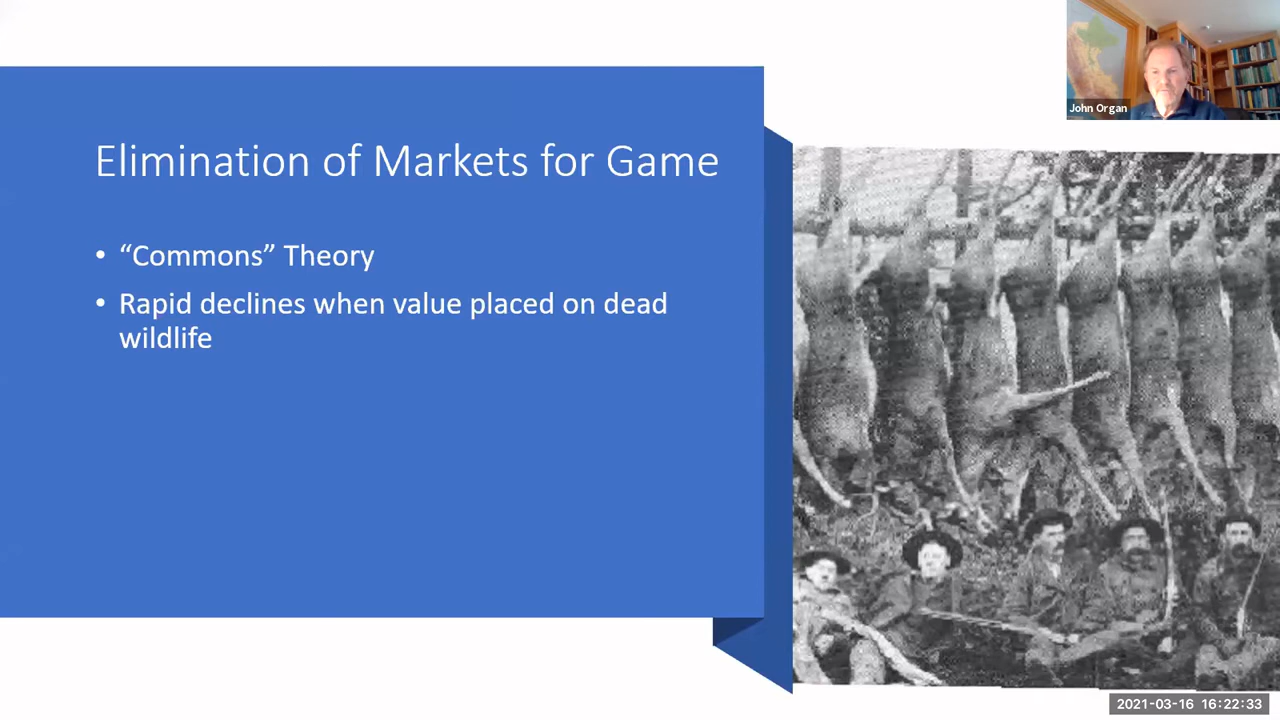 John Organ
Elimination of Markets for Game
• “Commons” Theory
• Rapid declines when value placed on dead
wildlife
2021-03-16 16:22:33